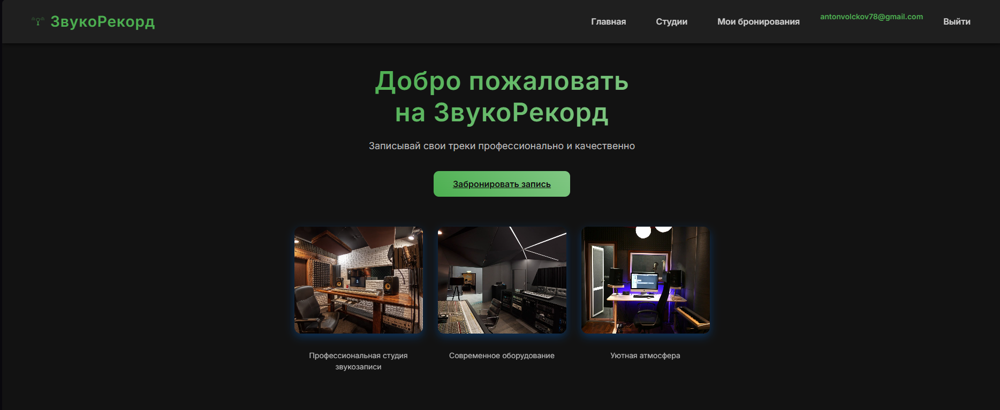 ЗвукоРекорд
Главная
Студии
Мои бронирования
antonvolckov78@gmail.com
Выйти
Добро пожаловать
на ЗвукоРекорд
Записывай свои треки профессионально и качественно
Забронировать запись
Профессиональная студия
звукозаписи
Современное оборудование
Уютная атмосфера